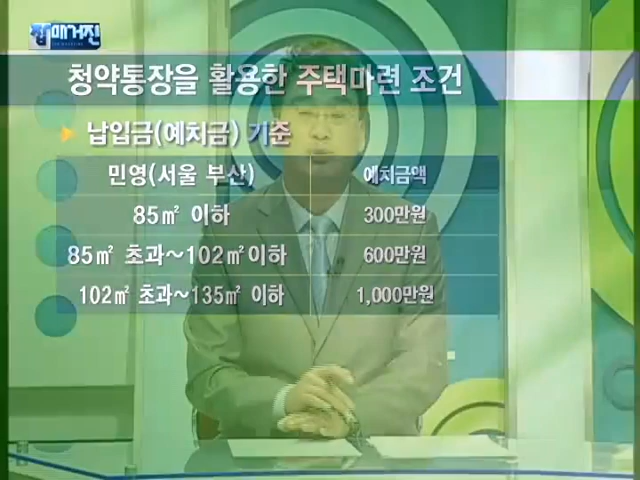 잡매거진
청약통장을 활용한 주택마련 조건
납입금(예치금) 기준
민영(서울 부산) 예치금액
85㎡ 이하 300만원
85㎡ 초과~102㎡이하 600만원
102㎡ 초과~135㎡ 이하 1,000만원